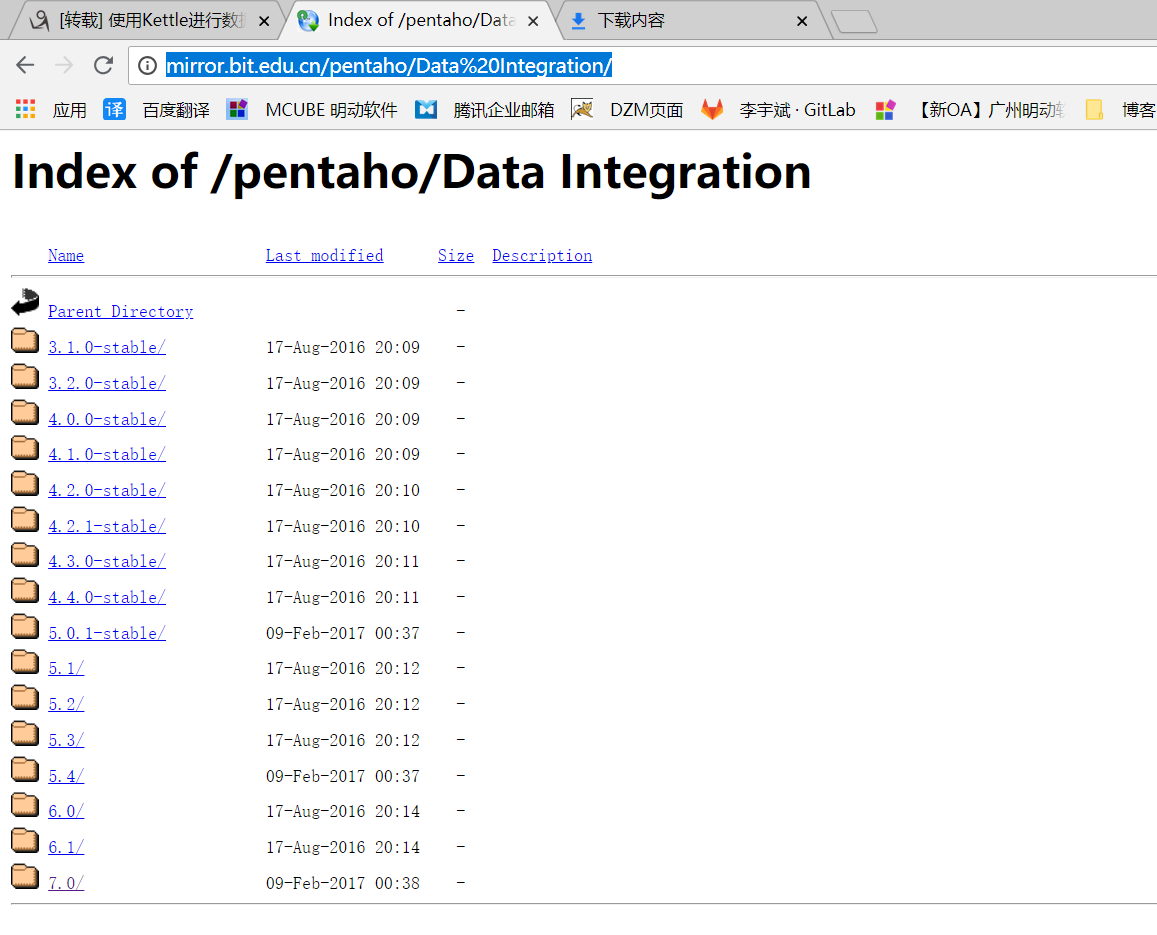 [转载] 使用Kettle进行数据 Index of /pentaho/Data 下载内容
mirror.bit.edu.cn/pentaho/Data%20Integration/
应用 译 百度翻译 MCUBE 明动软件 腾讯企业邮箱 DZM页面 李宇斌 · GitLab 【新OA】广州明动 博客
Index of /pentaho/Data Integration
Name Last modified Size Description
Parent Directory -
3.1.0-stable/ 17-Aug-2016 20:09 -
3.2.0-stable/ 17-Aug-2016 20:09 -
4.0.0-stable/ 17-Aug-2016 20:09 -
4.1.0-stable/ 17-Aug-2016 20:09 -
4.2.0-stable/ 17-Aug-2016 20:10 -
4.2.1-stable/ 17-Aug-2016 20:10 -
4.3.0-stable/ 17-Aug-2016 20:11 -
4.4.0-stable/ 17-Aug-2016 20:11 -
5.0.1-stable/ 09-Feb-2017 00:37 -
5.1/ 17-Aug-2016 20:12 -
5.2/ 17-Aug-2016 20:12 -
5.3/ 17-Aug-2016 20:12 -
5.4/ 09-Feb-2017 00:37 -
6.0/ 17-Aug-2016 20:14 -
6.1/ 17-Aug-2016 20:14 -
7.0/ 09-Feb-2017 00:38 -